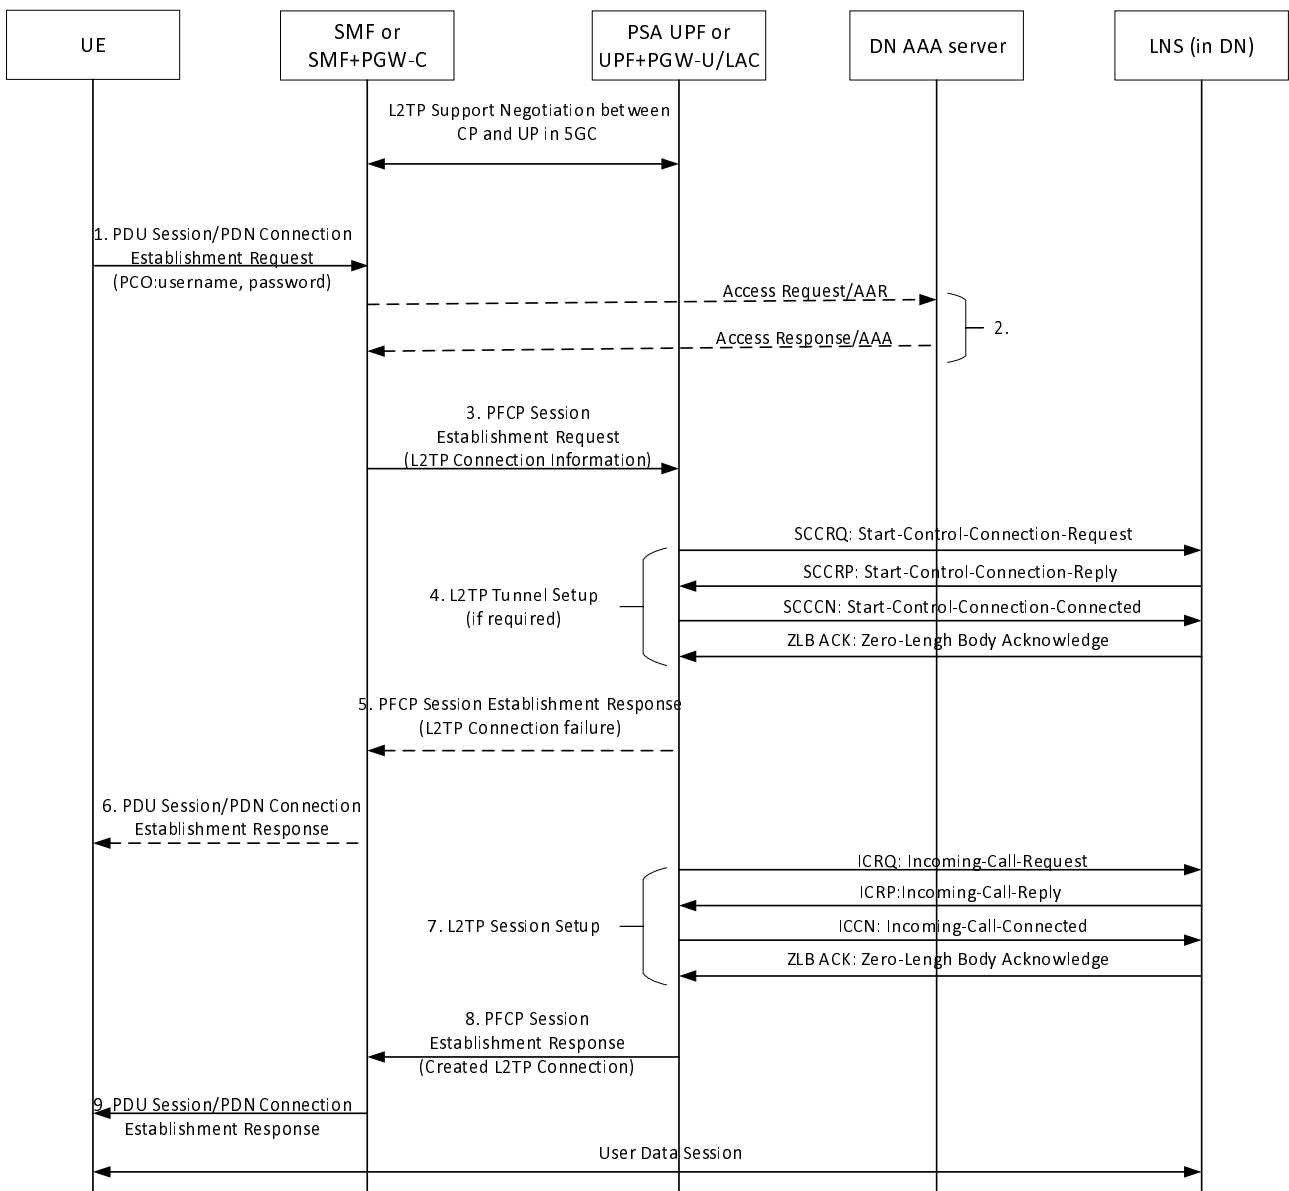 UE
SMF or
SMF+PGW-C
PSA UPF or
UPF+PGW-U/LAC
DN AAA server
LNS (in DN)
L2TP Support Negotiation between
CP and UP in 5GC
1. PDU Session/PDN Connection
Establishment Request
(PCO:username, password)
Access Request/AAR
2.
Access Response/AAA
3. PFCP Session
Establishment Request
(L2TP Connection Information)
SCCRQ: Start-Control-Connection-Request
SCCRP: Start-Control-Connection-Reply
4. L2TP Tunnel Setup
(if required)
SCCCN: Start-Control-Connection-Connected
ZLB ACK: Zero-Lengh Body Acknowledge
5. PFCP Session Establishment Response
(L2TP Connection failure)
6. PDU Session/PDN Connection
Establishment Response
ICRQ: Incoming-Call-Request
ICRP:Incoming-Call-Reply
7. L2TP Session Setup
ICCN: Incoming-Call-Connected
ZLB ACK: Zero-Lengh Body Acknowledge
8. PFCP Session
Establishment Response
(Created L2TP Connection)
9. PDU Session/PDN Connection
Establishment Response
User Data Session